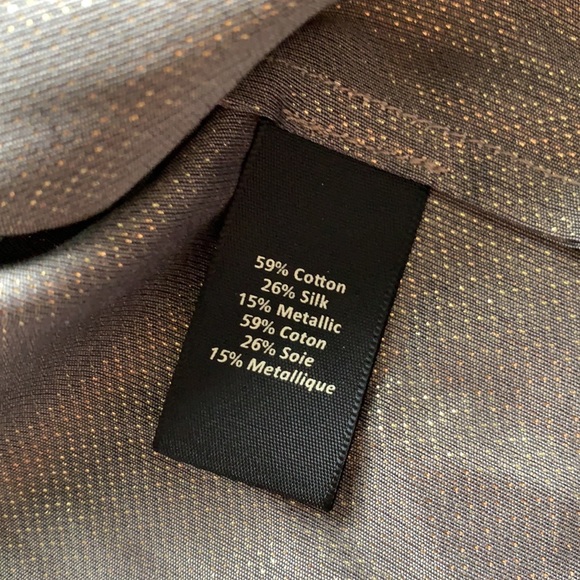 59% Cotton
26% Silk
15% Metallic
59% Coton
26% Soie
15% Metallique